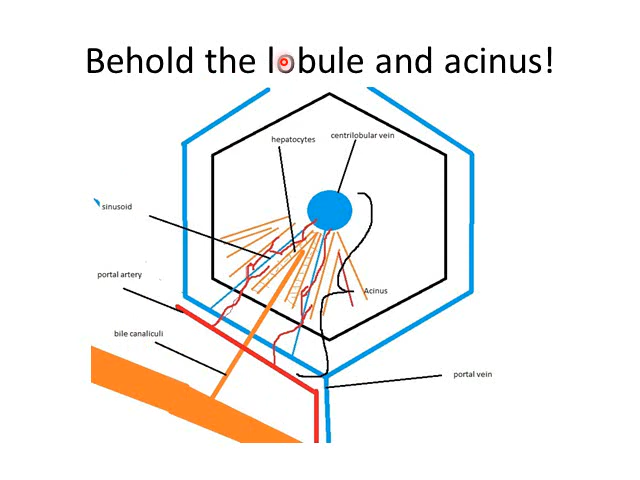 Behold the lobule and acinus!
hepatocytes
centrilobular vein
sinusoid
portal artery
Acinus
bile canaliculi
portal vein